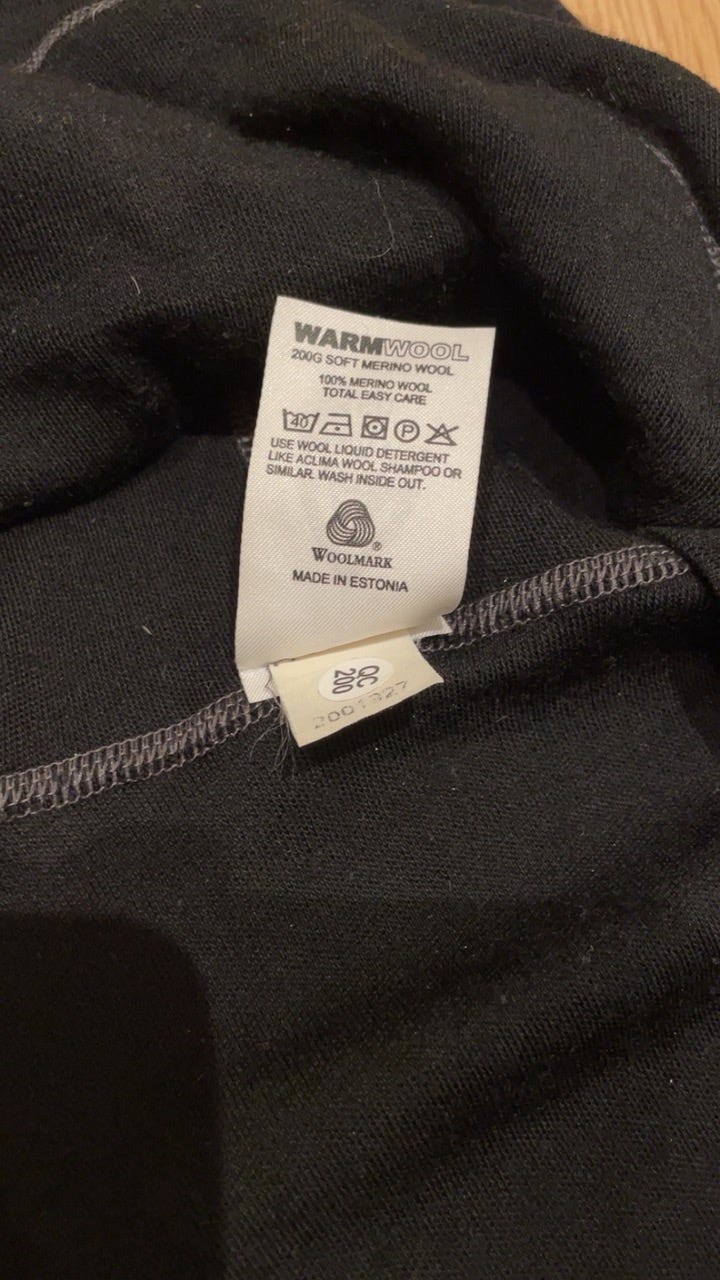 WARMWOOL
200G SOFT MERINO WOOL
100% MERINO WOOL
TOTAL EASY CARE
40 P
USE WOOL LIQUID DETERGENT
LIKE ACLIMA WOOL SHAMPOO OR
SIMILAR. WASH INSIDE OUT.
®
WOOLMARK
MADE IN ESTONIA
QC
200